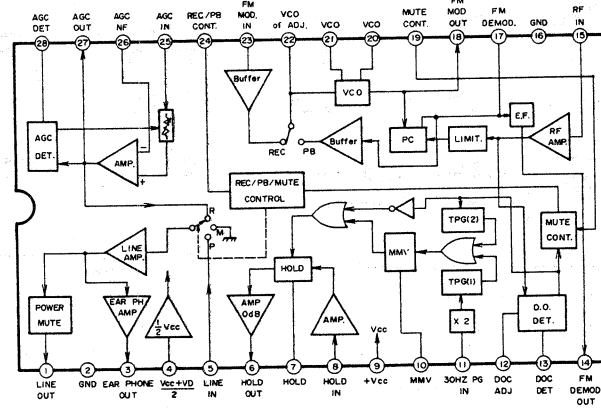 AGC DET
AGC OUT
AGC NF
AGC IN
REC/PB CONT.
FM MOD. IN
VCO of ADJ.
VCO
VCO
MUTE CONT.
FM MOD OUT
FM DEMOD.
GND
RF IN
28
27
26
25
24
23
22
21
20
19
18
17
16
15
Buffer
VCO
E.F.
AGC DET.
AMP.
−
+
REC
PB
Buffer
PC
LIMIT.
RF AMP
REC/PB/MUTE CONTROL
R
M
P
LINE AMP.
HOLD
MMV
TPG(2)
TPG(1)
MUTE CONT.
POWER MUTE
EAR PH AMP
1/2 Vcc
AMP OdB
AMP.
Vcc
X 2
D.O. DET.
1
2
3
4
5
6
7
8
9
10
11
12
13
14
LINE OUT
GND
EAR PHONE OUT
Vcc+VD
2
LINE IN
HOLD OUT
HOLD
HOLD IN
+Vcc
MMV
30HZ PG IN
DOC ADJ
DOC DET
FM DEMOD OUT